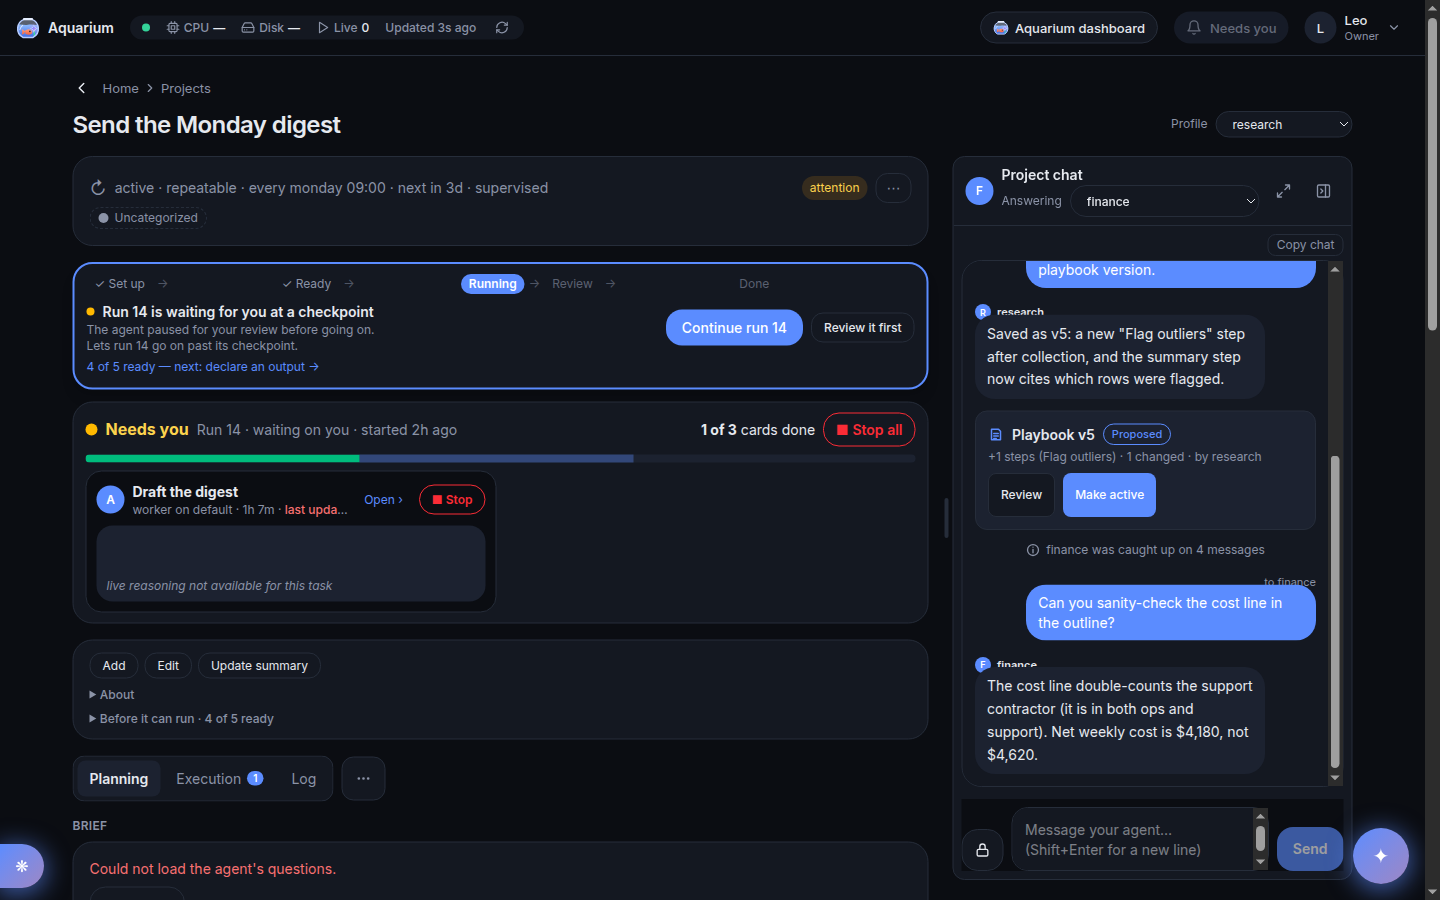 Aquarium
CPU —
Disk —
Live 0
Updated 3s ago
Aquarium dashboard
Needs you
L
Leo
Owner
Home
Projects
Send the Monday digest
Profile
research
active · repeatable · every monday 09:00 · next in 3d · supervised
attention
Uncategorized
✓ Set up →
✓ Ready →
Running →
Review →
Done
Run 14 is waiting for you at a checkpoint
The agent paused for your review before going on.
Lets run 14 go on past its checkpoint.
4 of 5 ready — next: declare an output →
Continue run 14
Review it first
Needs you
Run 14 · waiting on you · started 2h ago
1 of 3 cards done
Stop all
A
Draft the digest
worker on default · 1h 7m · last upda...
Open ›
Stop
live reasoning not available for this task
Add
Edit
Update summary
About
Before it can run · 4 of 5 ready
Planning
Execution 1
Log
BRIEF
Could not load the agent's questions.
F
Project chat
Answering
finance
Copy chat
playbook version.
R
research
Saved as v5: a new "Flag outliers" step
after collection, and the summary step
now cites which rows were flagged.
Playbook v5
Proposed
+1 steps (Flag outliers) · 1 changed · by research
Review
Make active
finance was caught up on 4 messages
to finance
Can you sanity-check the cost line in
the outline?
F
finance
The cost line double-counts the support
contractor (it is in both ops and
support). Net weekly cost is $4,180, not
$4,620.
Message your agent...
(Shift+Enter for a new line)
Send